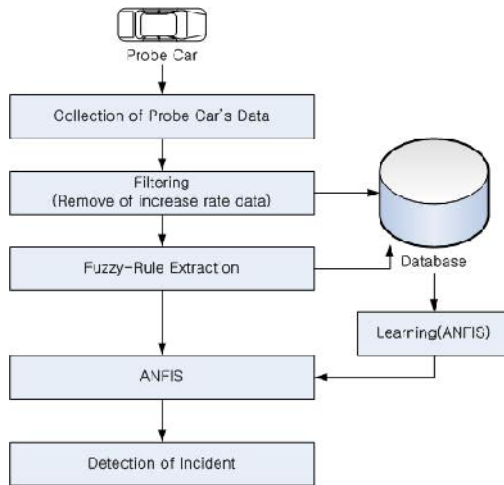 Probe Car
Collection of Probe Car's Data
Filtering
(Remove of increase rate data)
Fuzzy-Rule Extraction
Database
Learning(ANFIS)
ANFIS
Detection of Incident